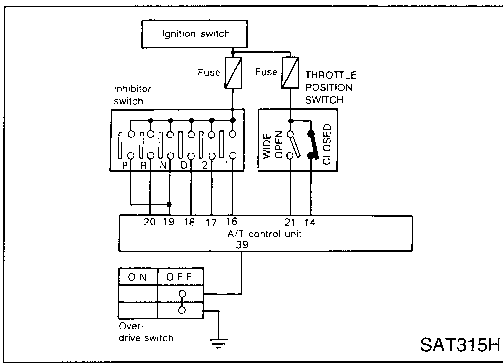 Ignition switch
Fuse
Fuse
THROTTLE
POSITION
SWITCH
Inhibitor
switch
WIDE
OPEN
CLOSED
P R N D 2 1
20 19 18 17 16 21 14
A/T control unit
39
ON OFF
Over-
drive switch
SAT315H